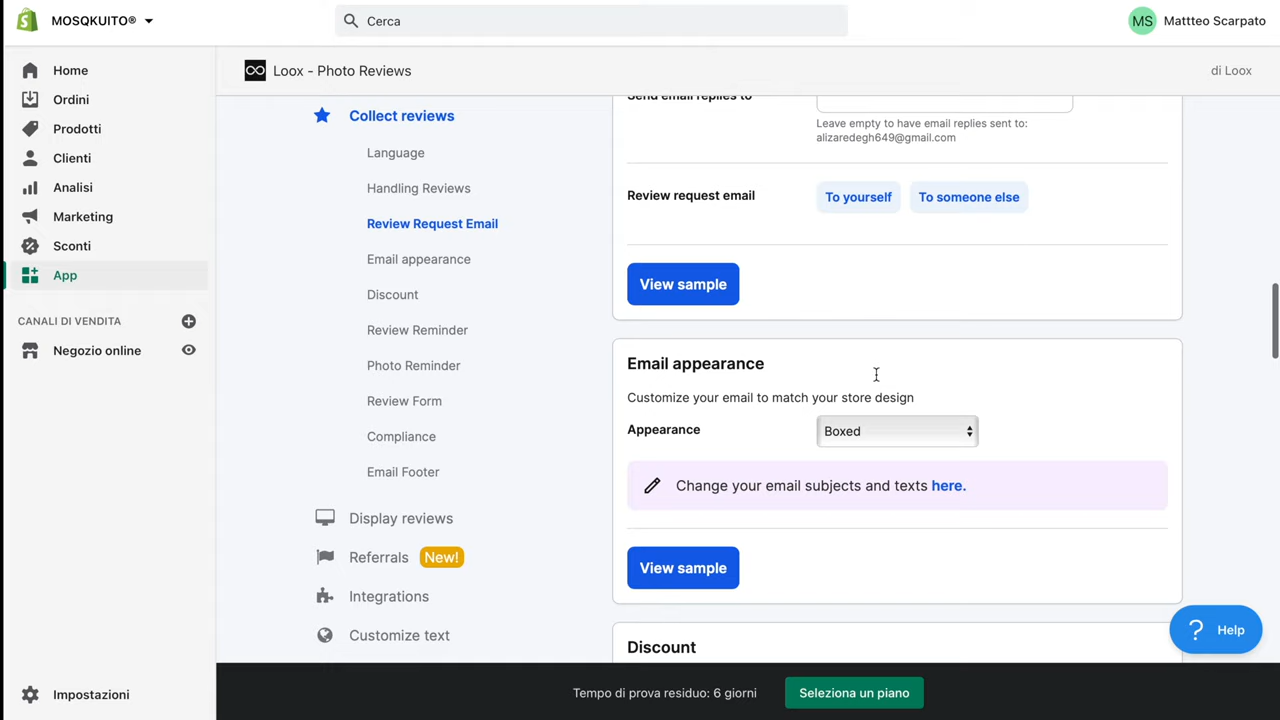 MOSQKUITO®
Cerca
MS
Mattteo Scarpato
Home
Ordini
Prodotti
Clienti
Analisi
Marketing
Sconti
App
CANALI DI VENDITA
Negozio online
Impostazioni
Loox - Photo Reviews
di Loox
Collect reviews
Language
Handling Reviews
Review Request Email
Email appearance
Discount
Review Reminder
Photo Reminder
Review Form
Compliance
Email Footer
Display reviews
Referrals New!
Integrations
Customize text
Send email replies to
Leave empty to have email replies sent to:
alizaredegh649@gmail.com
Review request email
To yourself
To someone else
View sample
Email appearance
Customize your email to match your store design
Appearance
Boxed
Change your email subjects and texts here.
View sample
Discount
? Help
Tempo di prova residuo: 6 giorni
Seleziona un piano